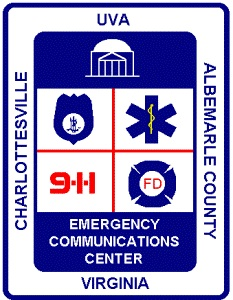 UVA
CHARLOTTESVILLE
ALBEMARLE COUNTY
9-1-1
FD
EMERGENCY
COMMUNICATIONS
CENTER
VIRGINIA